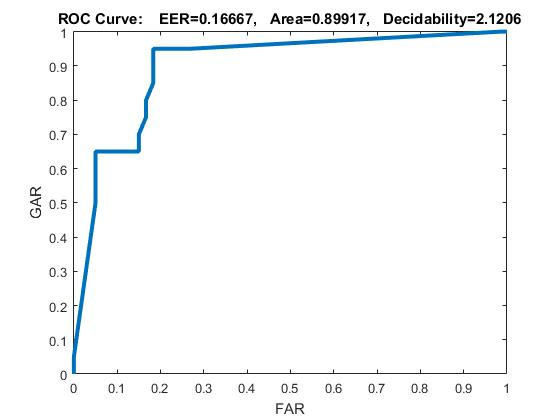 ROC Curve: EER=0.16667, Area=0.89917, Decidability=2.1206
1
0.9
0.8
0.7
0.6
0.5
0.4
0.3
0.2
0.1
0
GAR
0 0.1 0.2 0.3 0.4 0.5 0.6 0.7 0.8 0.9 1
FAR